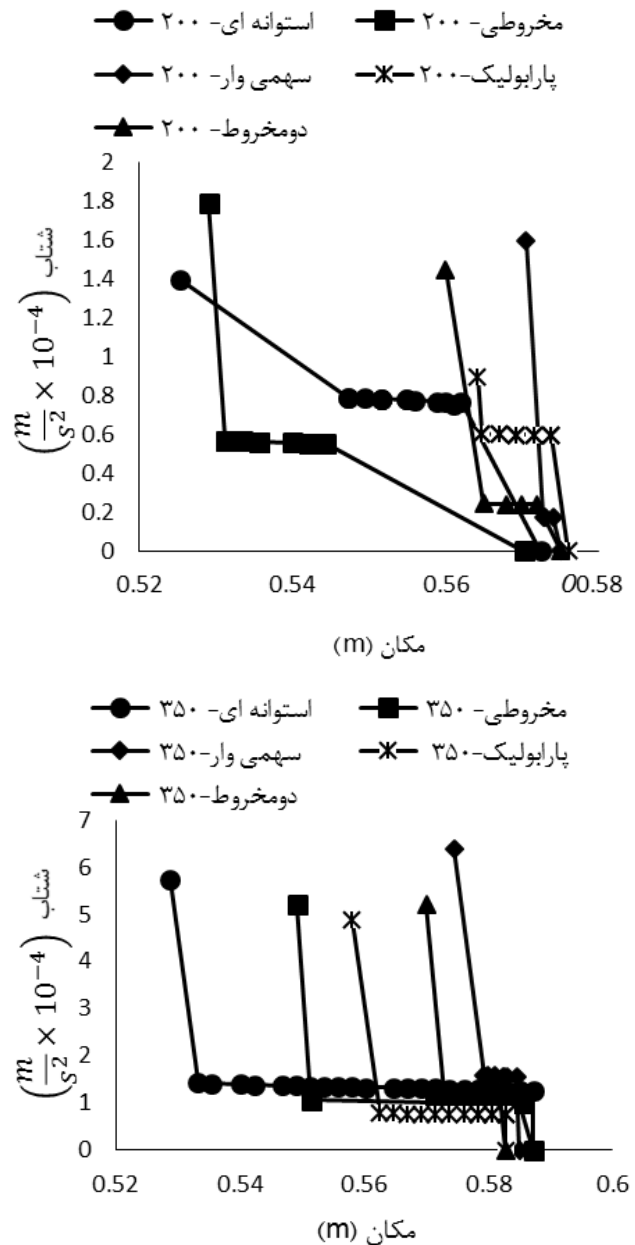 استوانه ای- ۲۰۰
مخروطی- ۲۰۰
سهمی وار- ۲۰۰
پارابولیک-۲۰۰
دومخروط- ۲۰۰
شتاب (m/s² × 10⁻⁴)
2
1.8
1.6
1.4
1.2
1
0.8
0.6
0.4
0.2
0
0.52
0.54
0.56
0.58
0
مکان (m)
استوانه ای- ۳۵۰
مخروطی- ۳۵۰
سهمی وار-۳۵۰
پارابولیک-۳۵۰
دومخروط-۳۵۰
شتاب (m/s² × 10⁻⁴)
7
6
5
4
3
2
1
0
0.52
0.54
0.56
0.58
0.6
مکان (m)